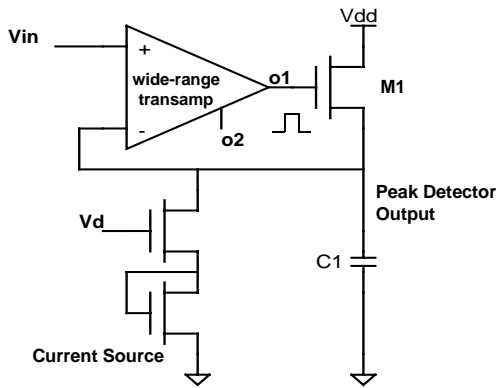 Vdd
Vin
+
wide-range
transamp
o1
M1
-
o2
Peak Detector
Output
Vd
C1
Current Source